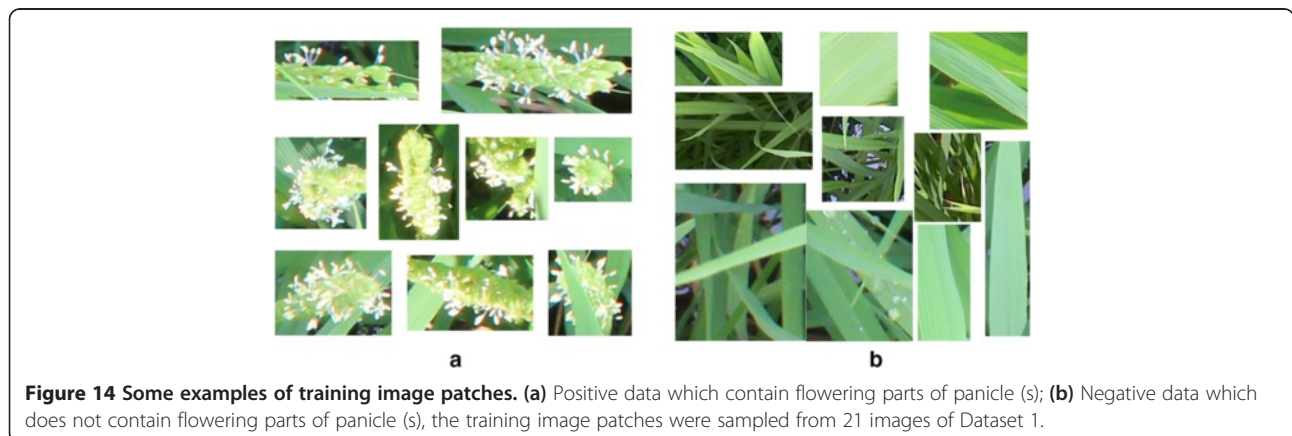 a
b
Figure 14 Some examples of training image patches. (a) Positive data which contain flowering parts of panicle (s); (b) Negative data which
does not contain flowering parts of panicle (s), the training image patches were sampled from 21 images of Dataset 1.